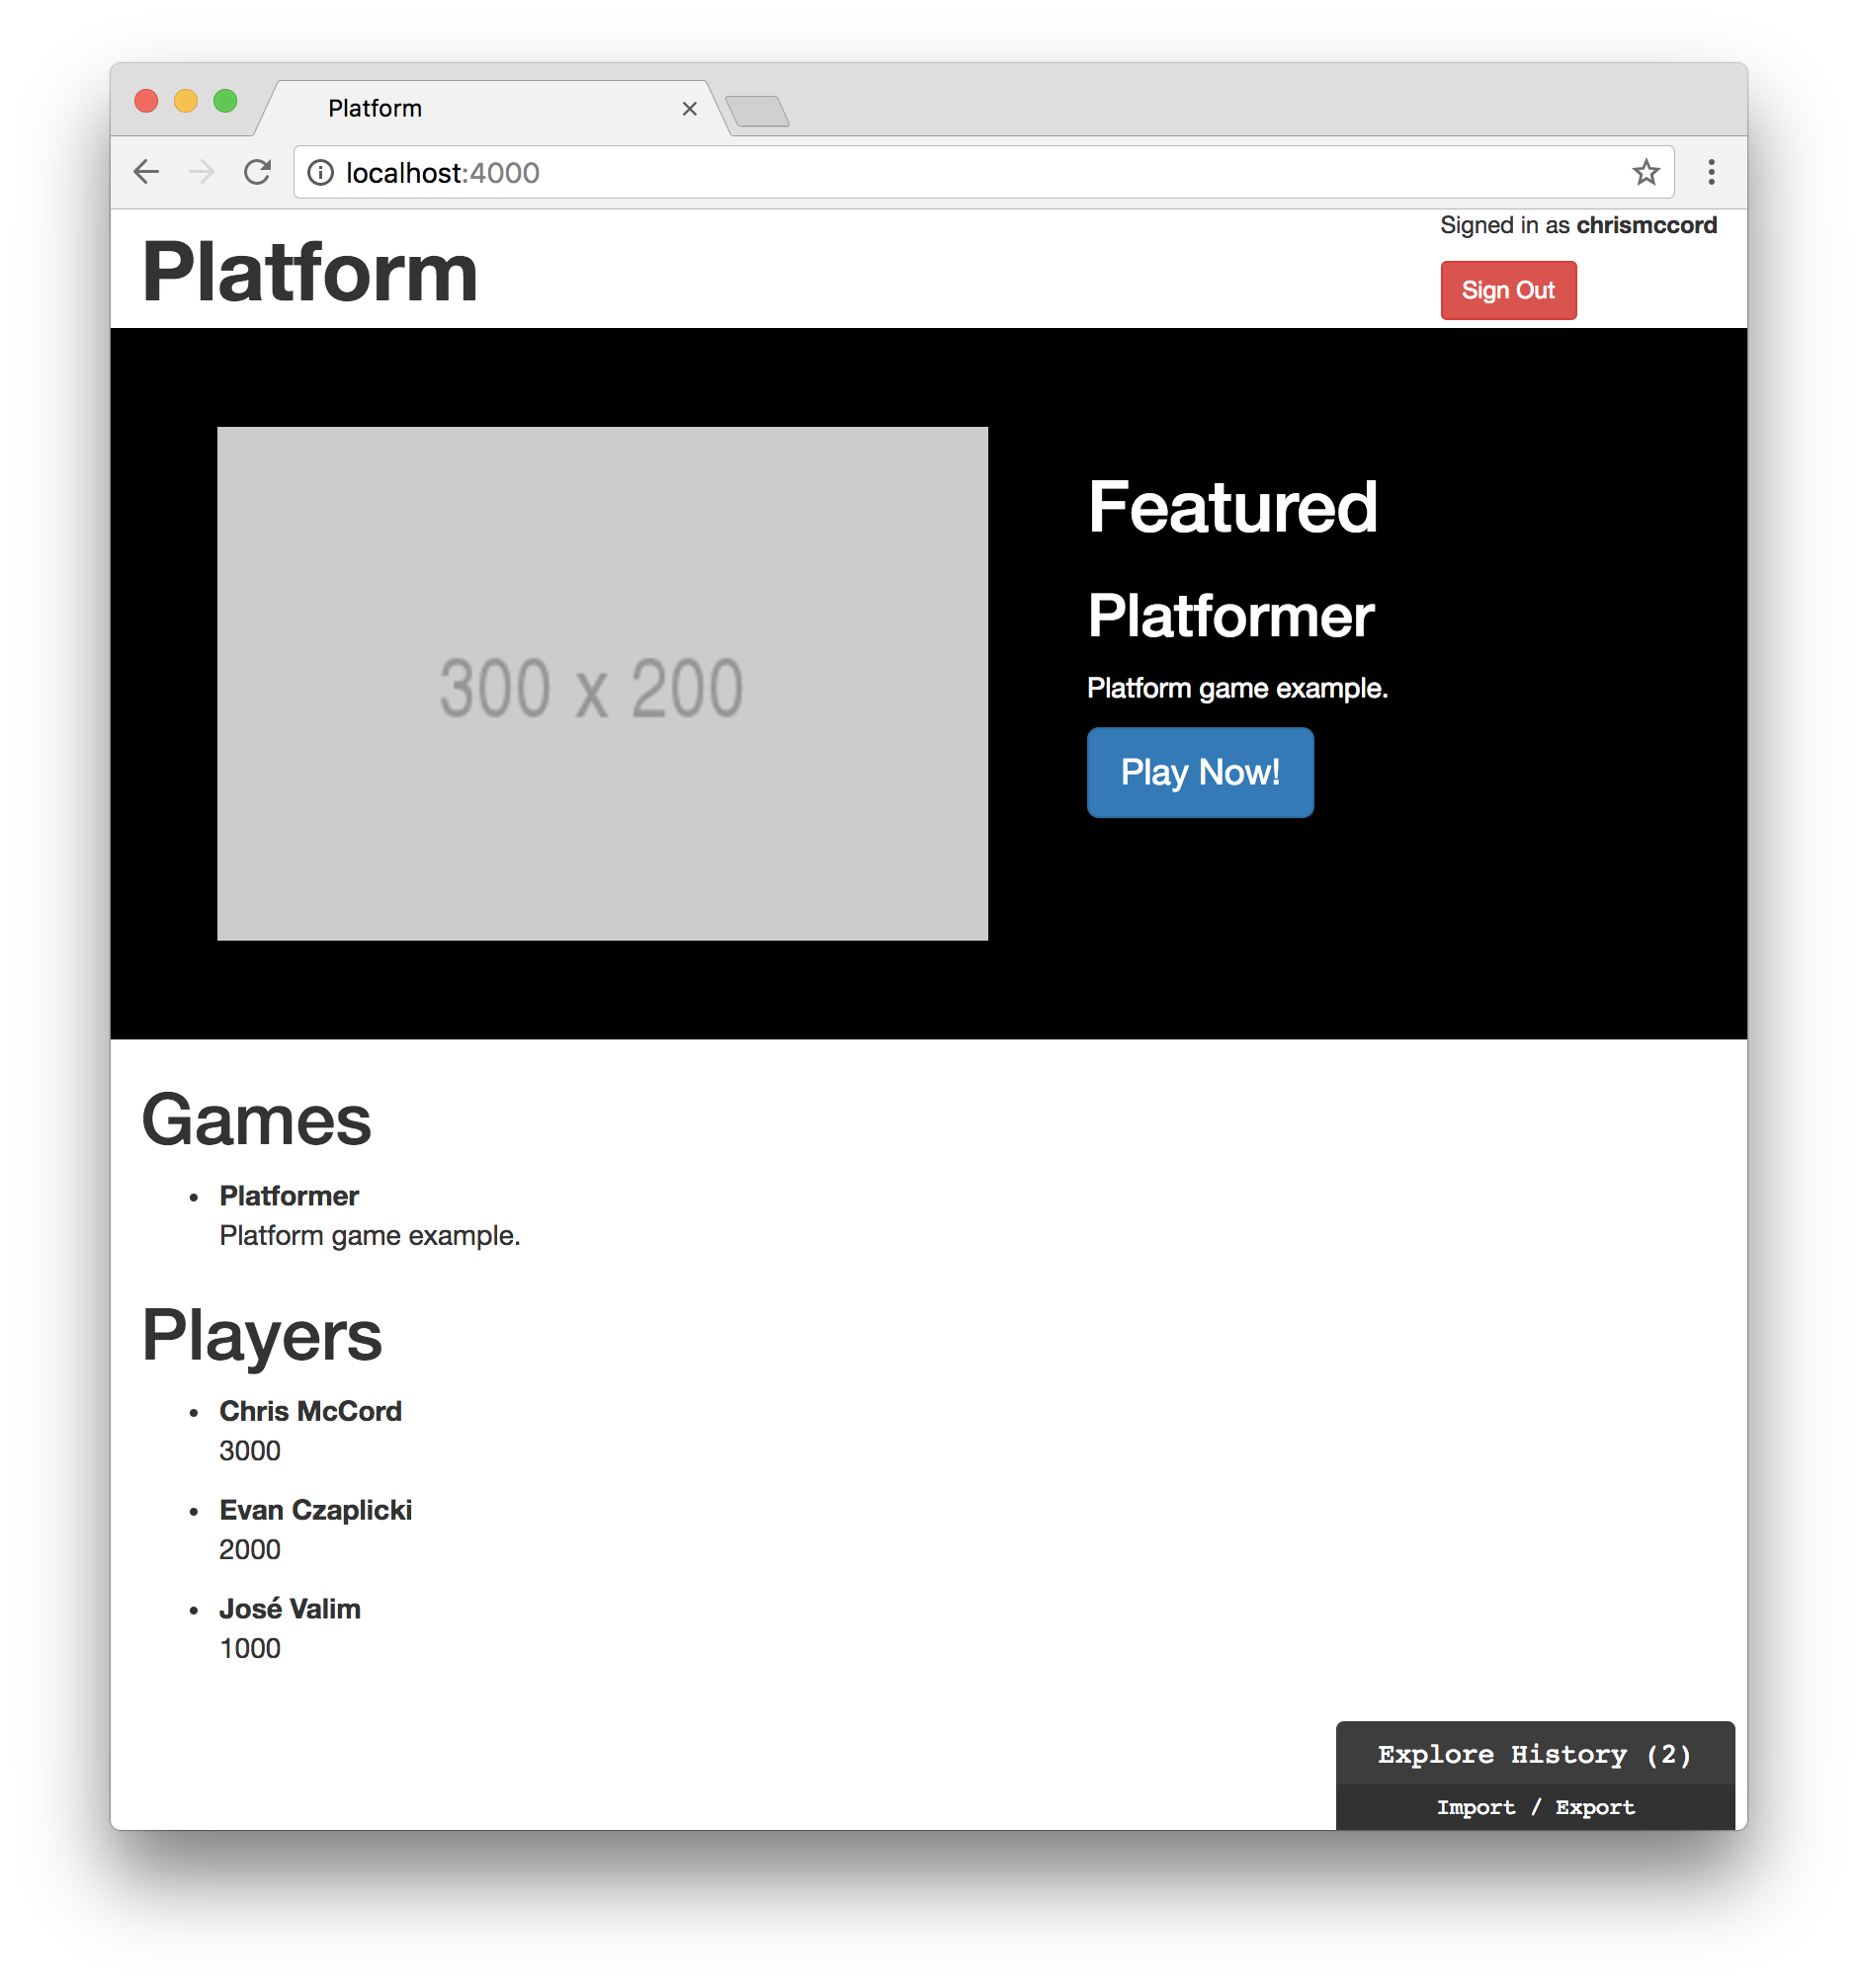 Platform
localhost:4000
Signed in as chrismccord
Platform
Sign Out
300 x 200
Featured
Platformer
Platform game example.
Play Now!
Games
Platformer
Platform game example.
Players
Chris McCord
3000
Evan Czaplicki
2000
José Valim
1000
Explore History (2)
Import / Export